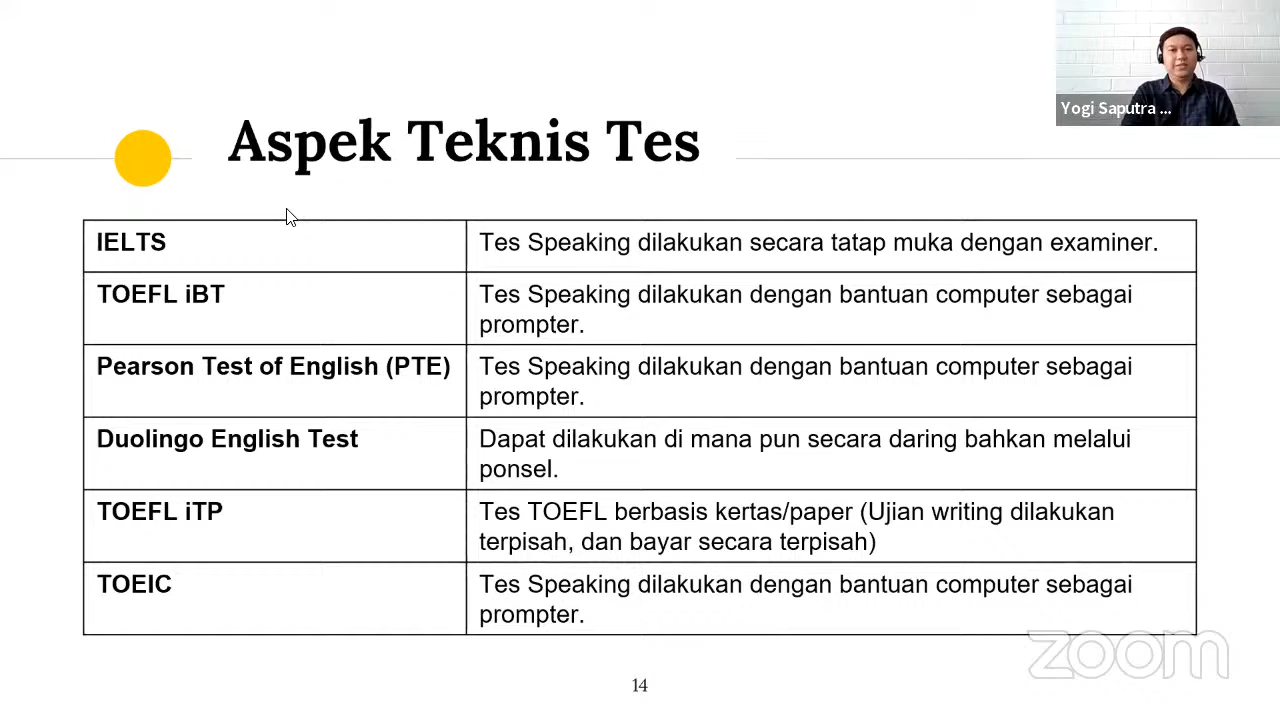 Yogi Saputra ...
Aspek Teknis Tes
IELTS
Tes Speaking dilakukan secara tatap muka dengan examiner.
TOEFL iBT
Tes Speaking dilakukan dengan bantuan computer sebagai
prompter.
Pearson Test of English (PTE)
Tes Speaking dilakukan dengan bantuan computer sebagai
prompter.
Duolingo English Test
Dapat dilakukan di mana pun secara daring bahkan melalui
ponsel.
TOEFL iTP
Tes TOEFL berbasis kertas/paper (Ujian writing dilakukan
terpisah, dan bayar secara terpisah)
TOEIC
Tes Speaking dilakukan dengan bantuan computer sebagai
prompter.
zoom
14